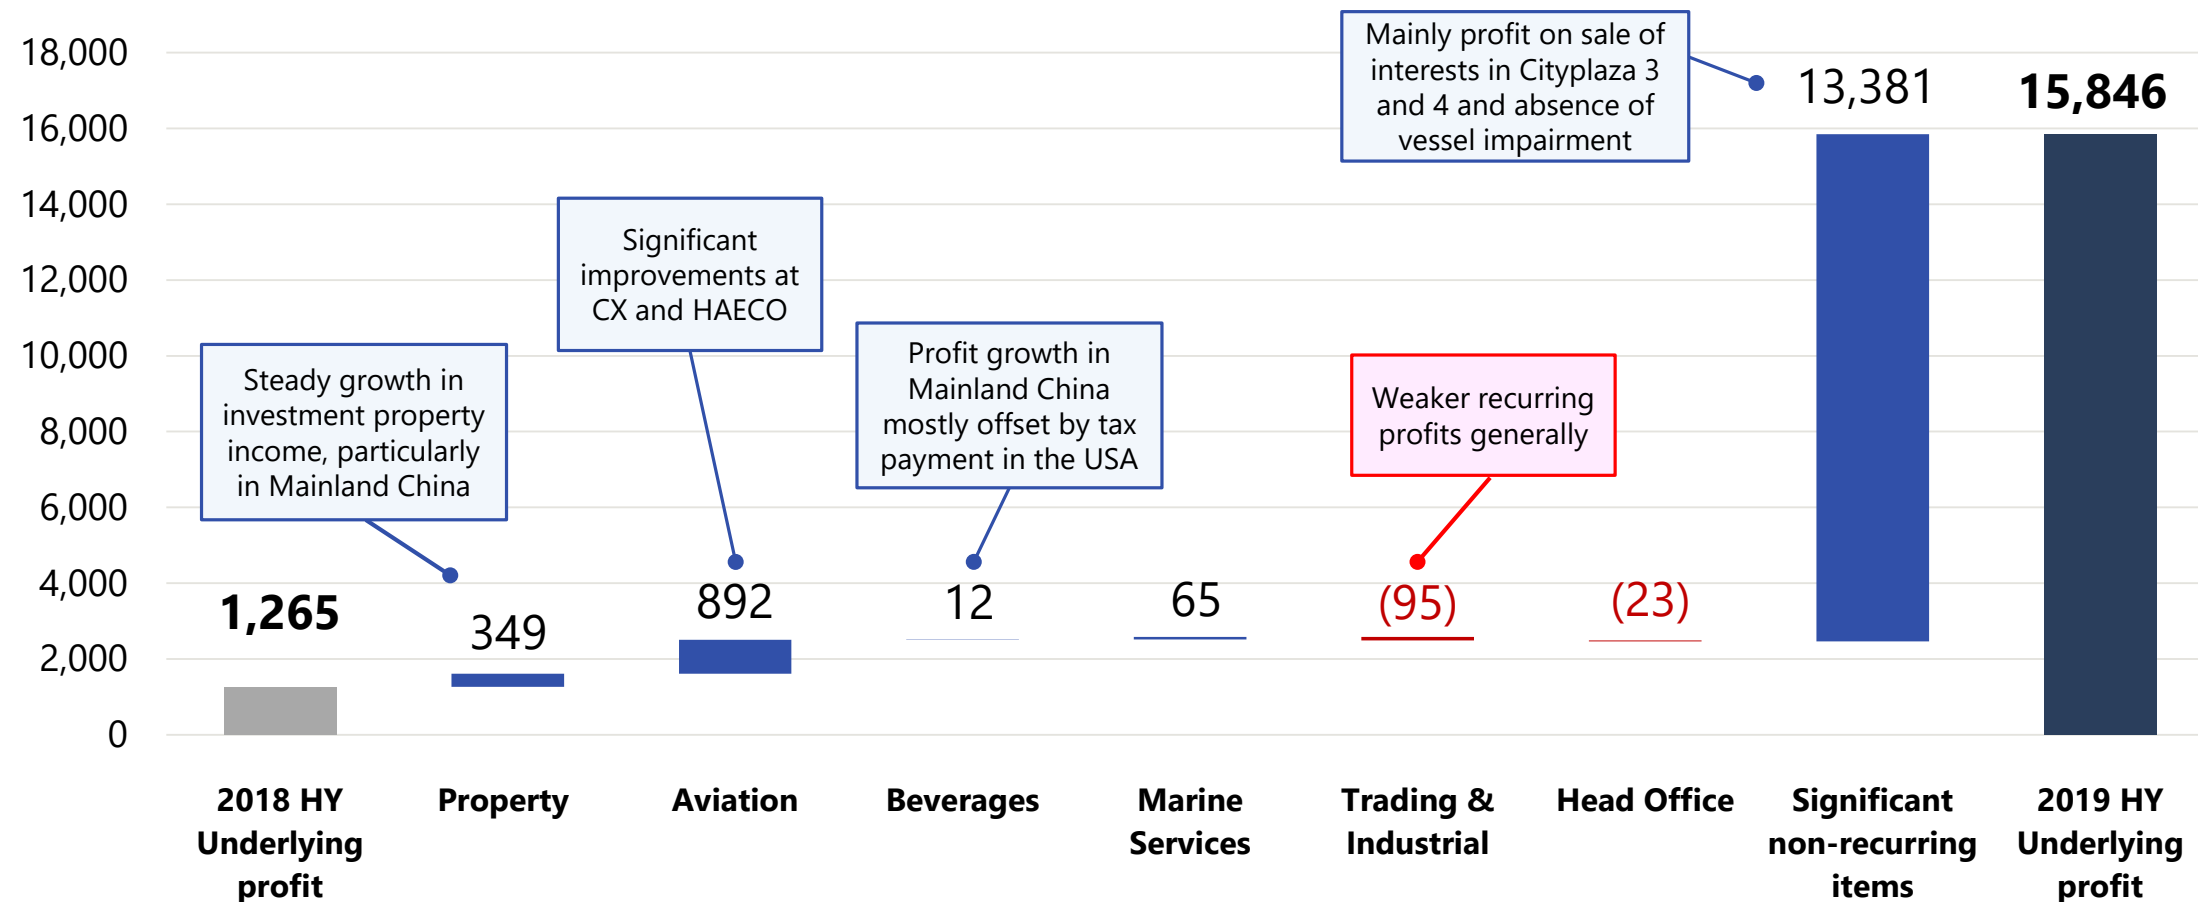 18,000
16,000
14,000
12,000
10,000
8,000
6,000
4,000
2,000
0
1,265
Steady growth in
investment property
income, particularly
in Mainland China
349
Significant
improvements at
CX and HAECO
892
Profit growth in
Mainland China
mostly offset by tax
payment in the USA
12
65
Weaker recurring
profits generally
(95)
(23)
Mainly profit on sale of
interests in Cityplaza 3
and 4 and absence of
vessel impairment
13,381
15,846
2018 HY
Underlying
profit
Property
Aviation
Beverages
Marine
Services
Trading &
Industrial
Head Office
Significant
non-recurring
items
2019 HY
Underlying
profit